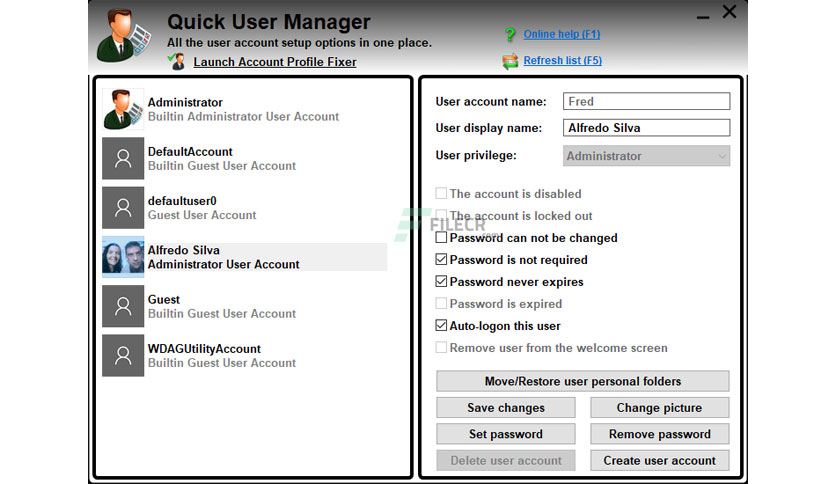 Quick User Manager
All the user account setup options in one place.
Launch Account Profile Fixer
Online help (F1)
Refresh list (F5)
Administrator
Builtin Administrator User Account
DefaultAccount
Builtin Guest User Account
defaultuser0
Guest User Account
Alfredo Silva
Administrator User Account
Guest
Builtin Guest User Account
WDAGUtilityAccount
Builtin Guest User Account
User account name: Fred
User display name: Alfredo Silva
User privilege: Administrator
The account is disabled
The account is locked out
FILECR
.com
Password can not be changed
Password is not required
Password never expires
Password is expired
Auto-logon this user
Remove user from the welcome screen
Move/Restore user personal folders
Save changes
Change picture
Set password
Remove password
Delete user account
Create user account